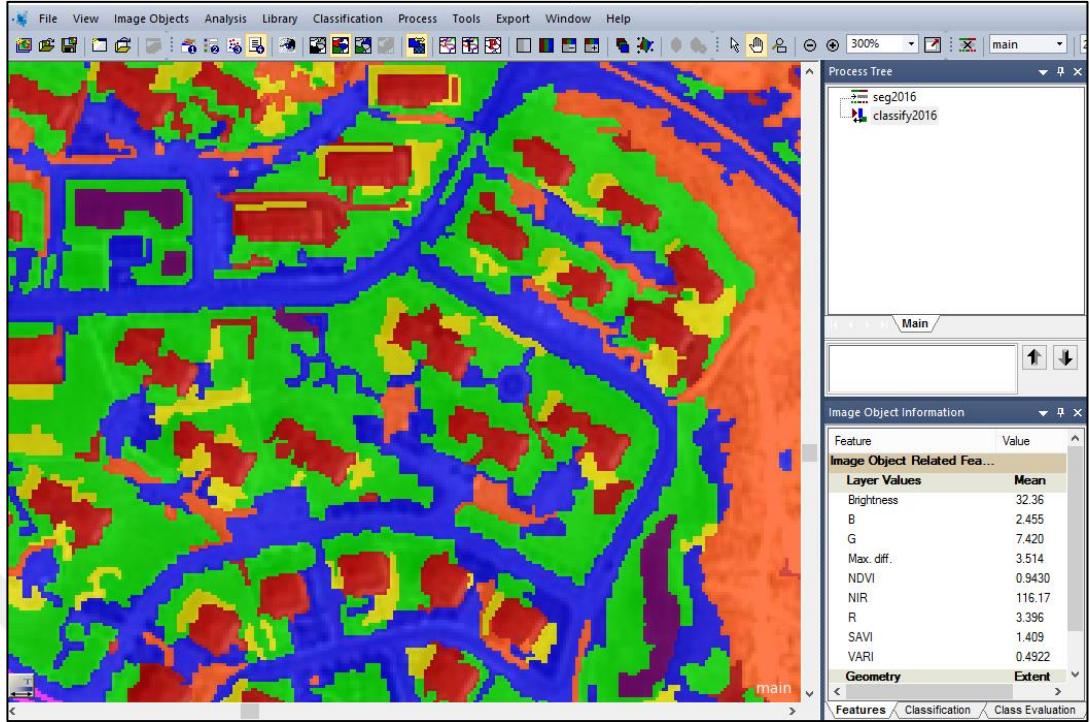 File View Image Objects Analysis Library Classification Process Tools Export Window Help
300% main
Process Tree
seg2016
classify2016
Main
Image Object Information
Feature Value
Image Object Related Fea...
Layer Values Mean
Brightness 32.36
B 2.455
G 7.420
Max. diff. 3.514
NDVI 0.9430
NIR 116.17
R 3.396
SAVI 1.409
VARI 0.4922
Geometry Extent
main
Features Classification Class Evaluation